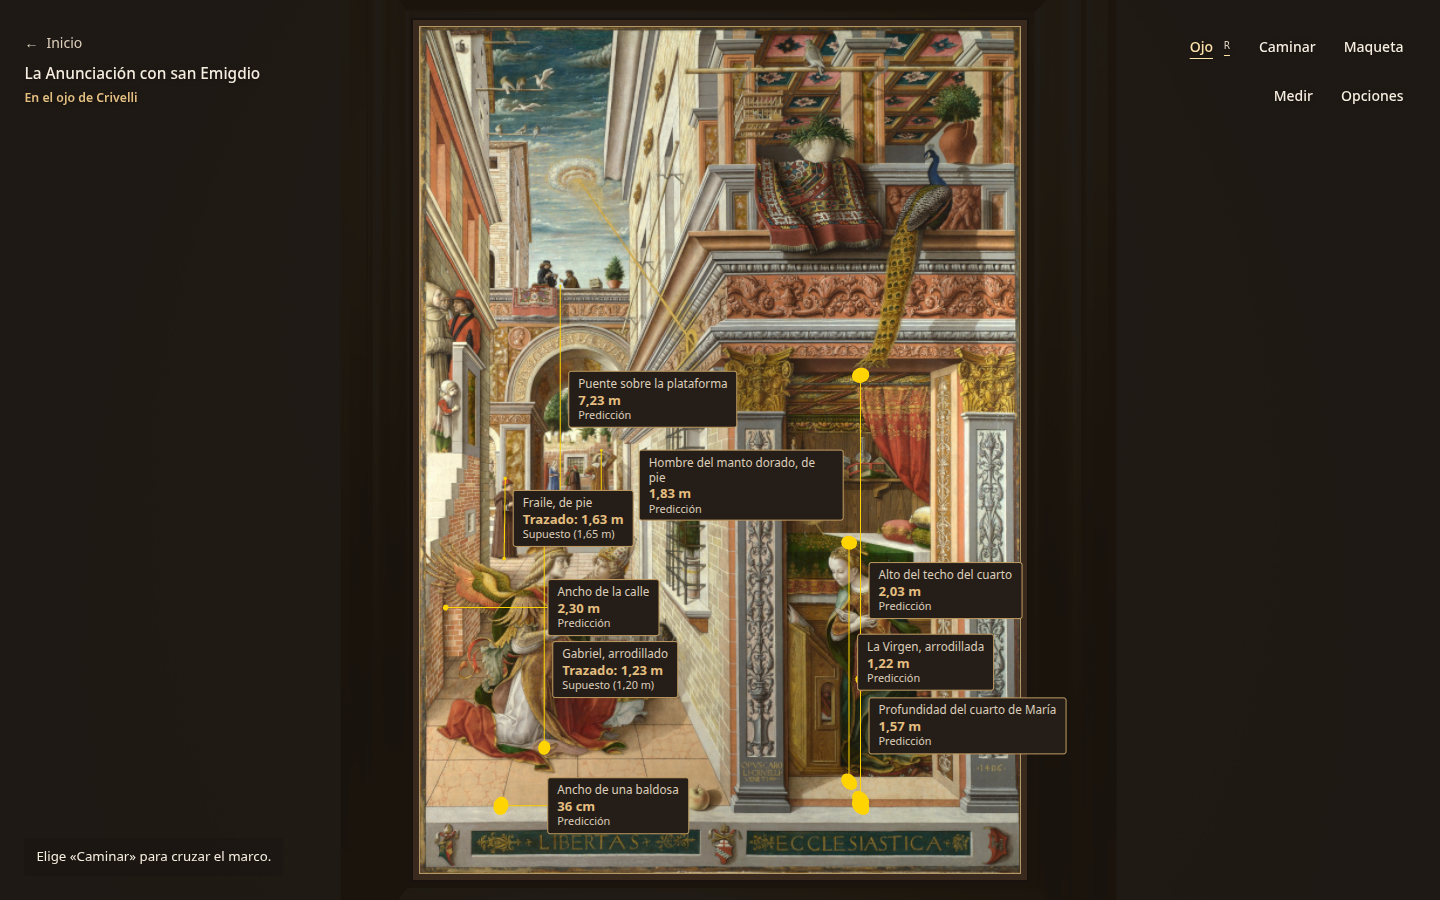 ← Inicio
La Anunciación con san Emigdio
En el ojo de Crivelli
Ojo R Caminar Maqueta
Medir Opciones
Puente sobre la plataforma
7,23 m
Predicción
Hombre del manto dorado, de
pie
1,83 m
Predicción
Fraile, de pie
Trazado: 1,63 m
Supuesto (1,65 m)
Alto del techo del cuarto
2,03 m
Predicción
Ancho de la calle
2,30 m
Predicción
La Virgen, arrodillada
1,22 m
Predicción
Gabriel, arrodillado
Trazado: 1,23 m
Supuesto (1,20 m)
Profundidad del cuarto de María
1,57 m
Predicción
Ancho de una baldosa
36 cm
Predicción
LIBERTAS
ECCLESIASTICA
Elige «Caminar» para cruzar el marco.